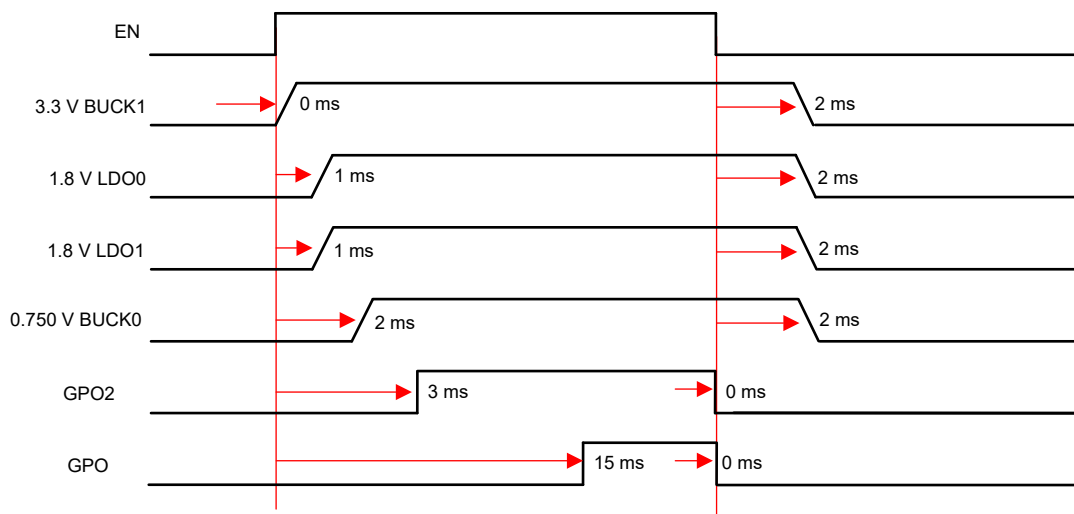 EN
3.3 V BUCK1
0 ms
2 ms
1.8 V LDO0
1 ms
2 ms
1.8 V LDO1
1 ms
2 ms
0.750 V BUCK0
2 ms
2 ms
GPO2
3 ms
0 ms
GPO
15 ms
0 ms